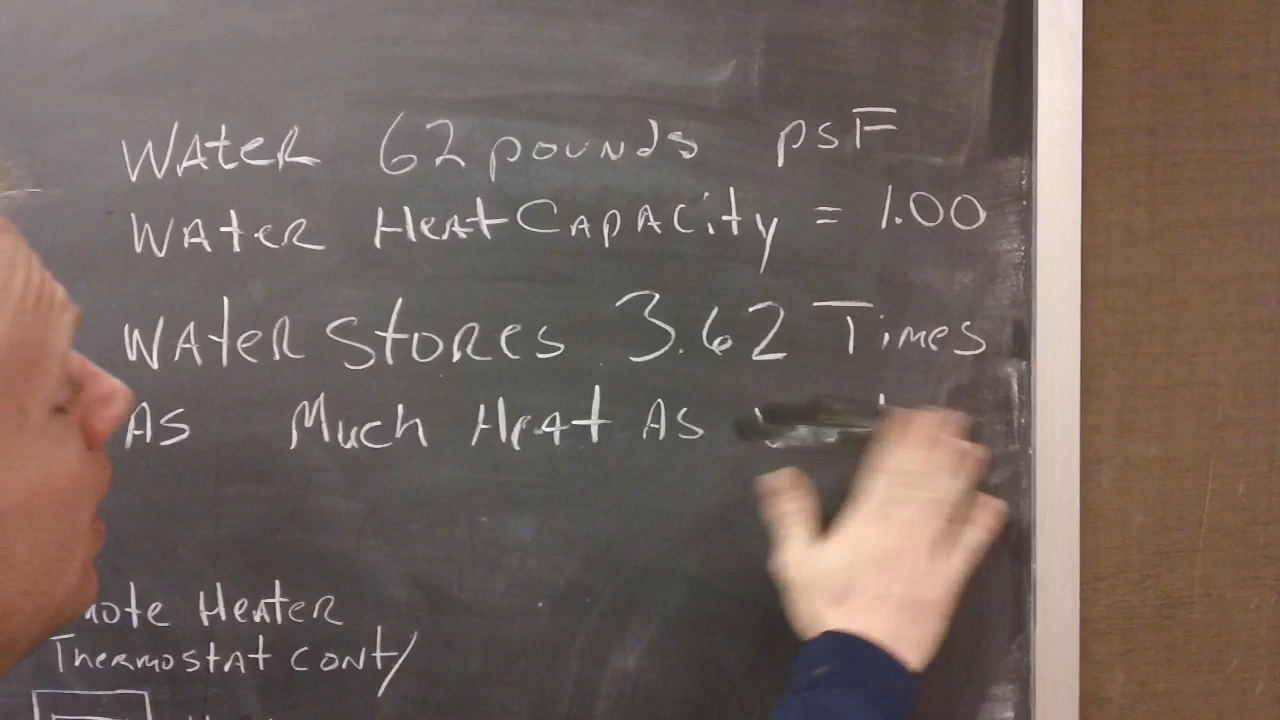 WAteR 62 pounds psF
WAteR HeAt CApACity = 1.00
WAteR StoRes 3.62 Times
As Much HeAt As
HeAteR
ThermostAt Cont/